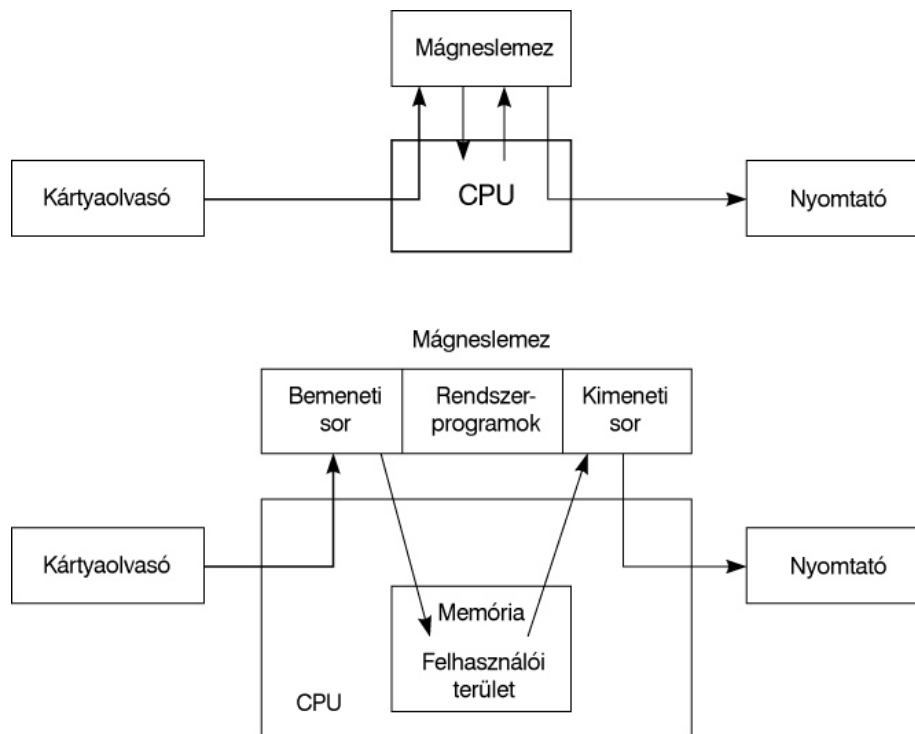 Mágneslemez
Kártyaolvasó
CPU
Nyomtató
Mágneslemez
Bemeneti
sor
Rendszer-
programok
Kimeneti
sor
Kártyaolvasó
Nyomtató
Memória
Felhasználói
terület
CPU